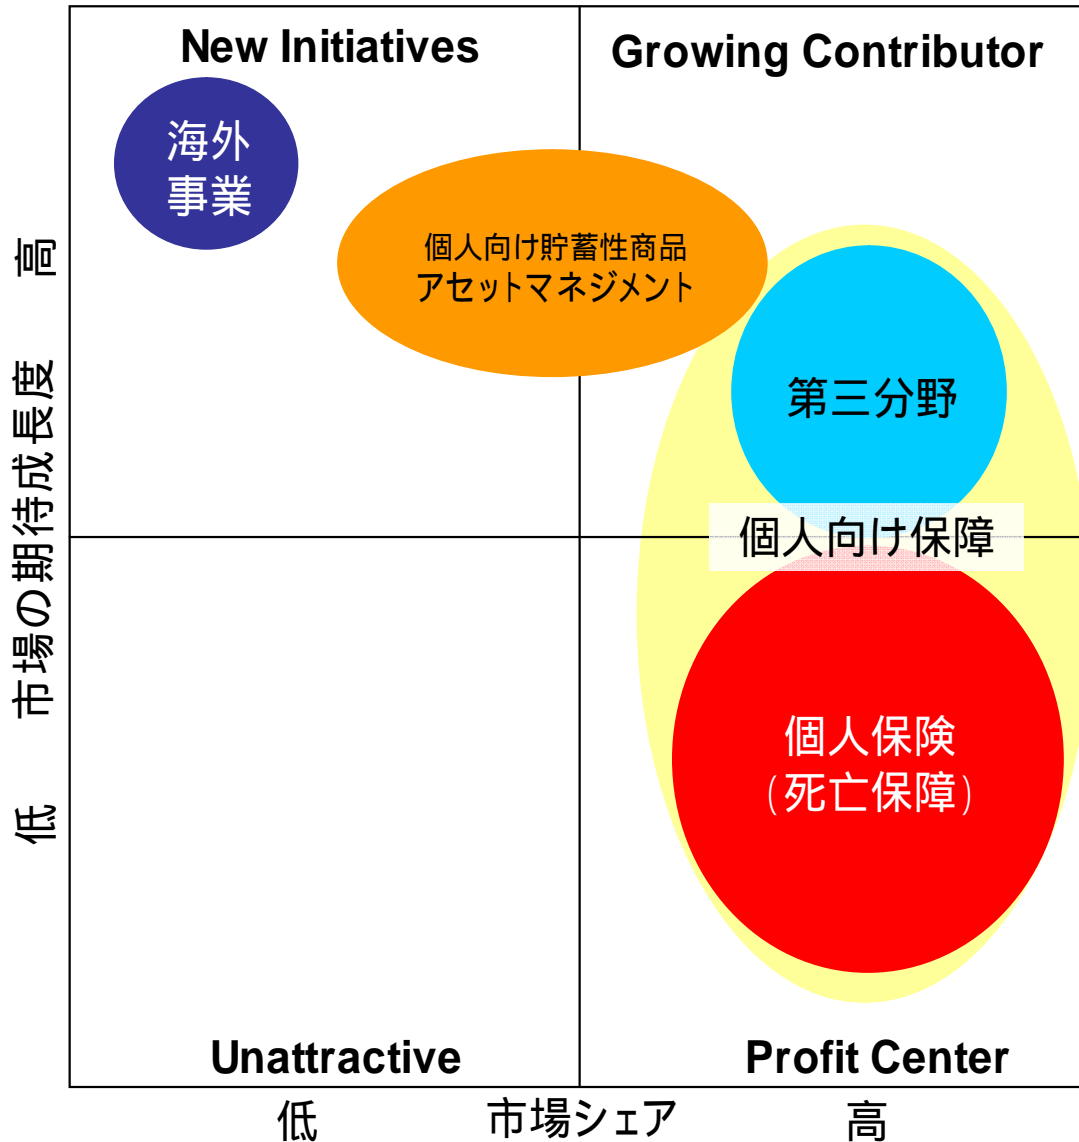 New Initiatives
Growing Contributor
海外
事業
個人向け貯蓄性商品
アセットマネジメント
第三分野
個人向け保障
個人保険
(死亡保障)
Unattractive
Profit Center
低 市場の期待成長度 高
低 市場シェア 高